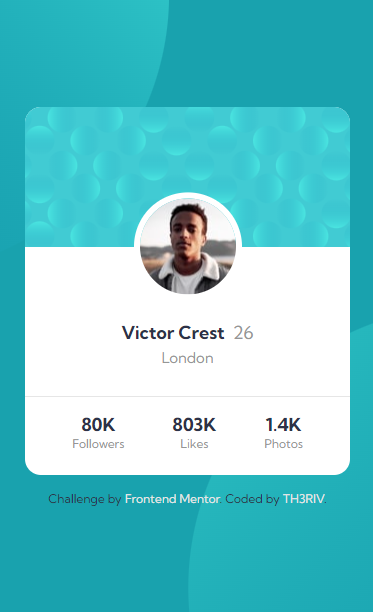 Victor Crest 26
London
80K 803K 1.4K
Followers Likes Photos
Challenge by Frontend Mentor. Coded by TH3RIV.